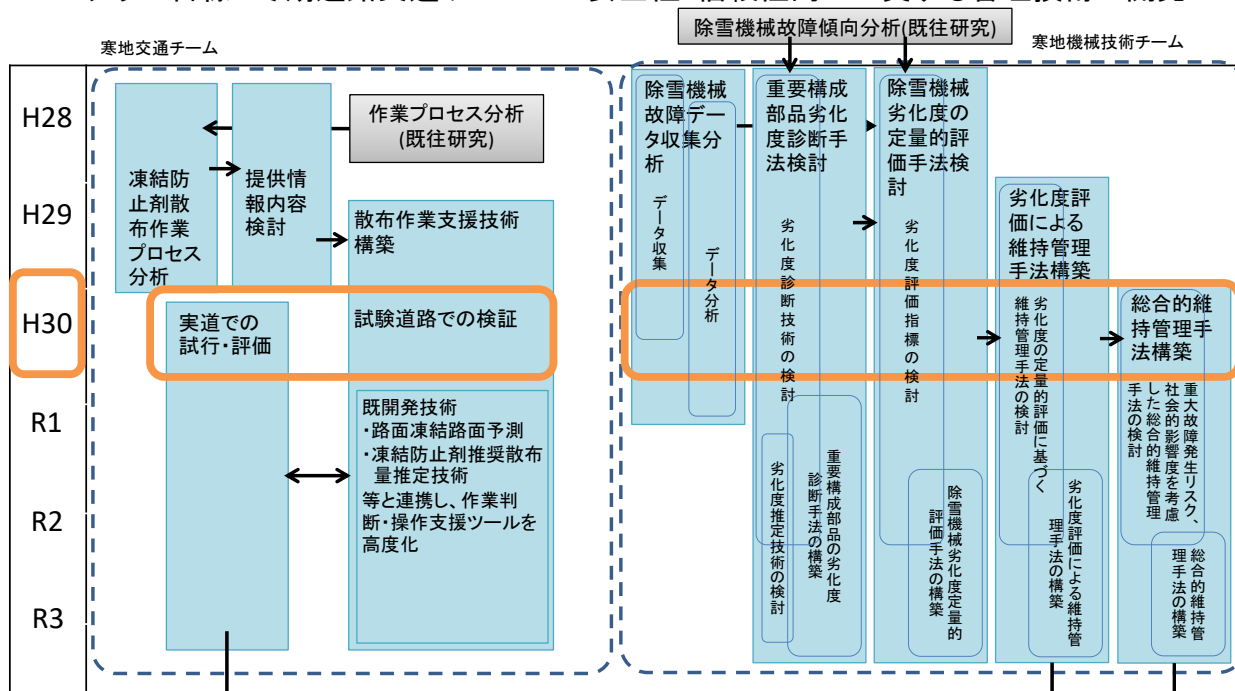 寒地交通チーム
除雪機械故障傾向分析(既往研究)
寒地機械技術チーム
H28
H29
H30
R1
R2
R3
凍結防
止剤散
布作業
プロセス
分析
提供情
報内容
検討
作業プロセス分析
(既往研究)
散布作業支援技術
構築
実道での
試行・評価
試験道路での検証
既開発技術
・路面凍結路面予測
・凍結防止剤推奨散布
量推定技術
等と連携し、作業判
断・操作支援ツールを
高度化
除雪機械
故障デー
タ収集分
析
データ収集
データ分析
重要構成
部品劣化
度診断手
法検討
劣化度診断技術の検討
劣化度推定技術の検討
重要構成部品の劣化度
診断手法の構築
除雪機械
劣化度の
定量的評
価手法検
討
劣化度評価指標の検討
除雪機械劣化度定量的
評価手法の構築
劣化度評
価による
維持管理
手法構築
劣化度の定量的評価に基づく
維持管理手法の検討
劣化度評価による維持管
理手法の構築
総合的維
持管理手
法構築
重大故障発生リスク、
社会的影響度を考慮
した総合的維持管理
手法の検討
総合的維持管
理手法の構築